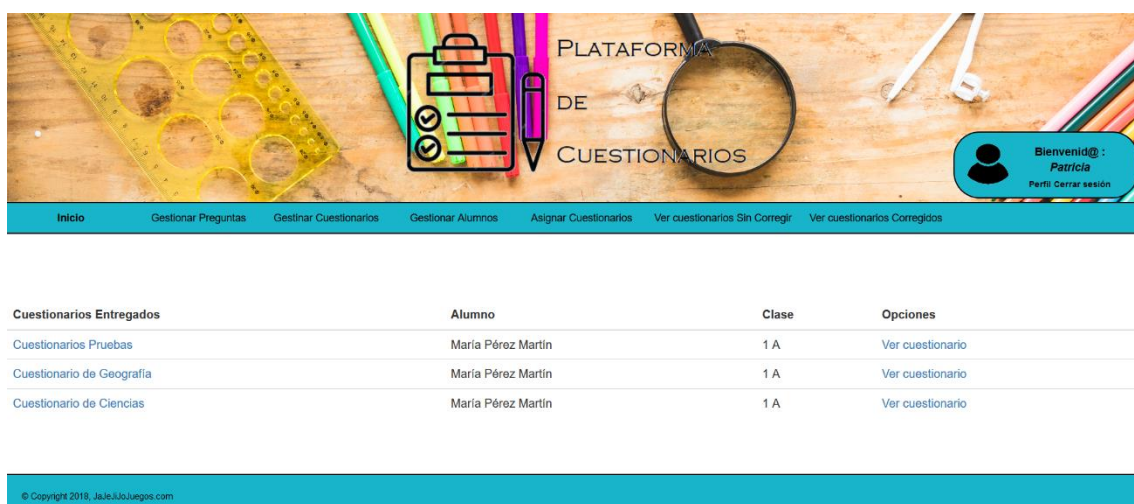 PLATAFORMA
DE
CUESTIONARIOS
Bienvenid@ :
Patricia
Perfil Cerrar sesión
Inicio Gestionar Preguntas Gestinar Cuestionarios Gestionar Alumnos Asignar Cuestionarios Ver cuestionarios Sin Corregir Ver cuestionarios Corregidos
Cuestionarios Entregados Alumno Clase Opciones
Cuestionarios Pruebas María Pérez Martín 1 A Ver cuestionario
Cuestionario de Geografía María Pérez Martín 1 A Ver cuestionario
Cuestionario de Ciencias María Pérez Martín 1 A Ver cuestionario
© Copyright 2018, JaJeJiJoJuegos.com